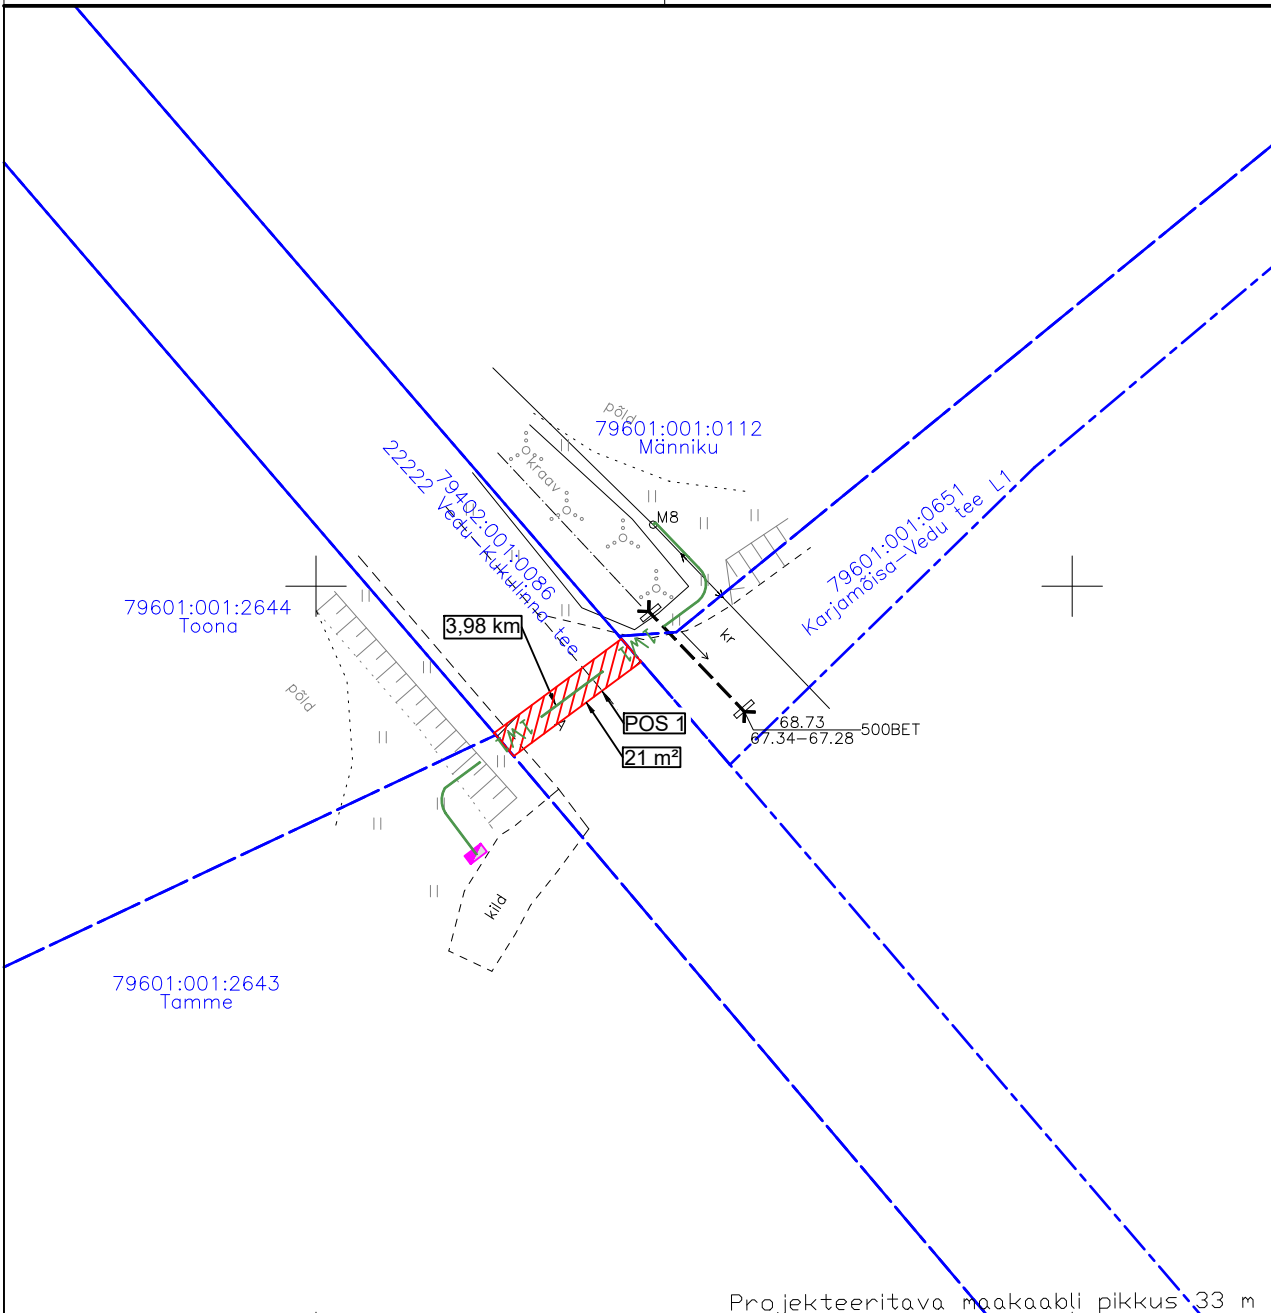 põld
79601:001:0112
Männiku
kraav
M8
79402:001:0086
22222 Vedu-Kukulinna tee
79601:001:0651
Karjamõisa-Vedu tee L1
79601:001:2644
Toona
3,98 km
kr
põld
POS 1
68.73
67.34-67.28
500BET
21 m²
A
kild
79601:001:2643
Tamme
Projekteeritava maakaabli pikkus 33 m